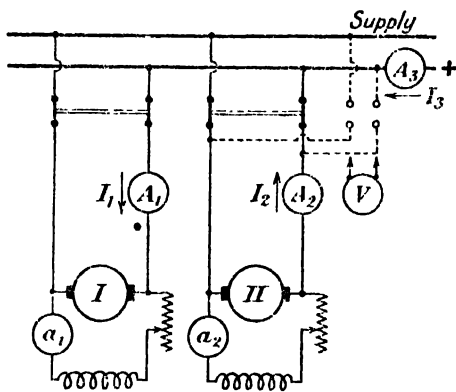 Supply
A3 +
I3
I1 A1 I2 A2 V
I II
a1 a2